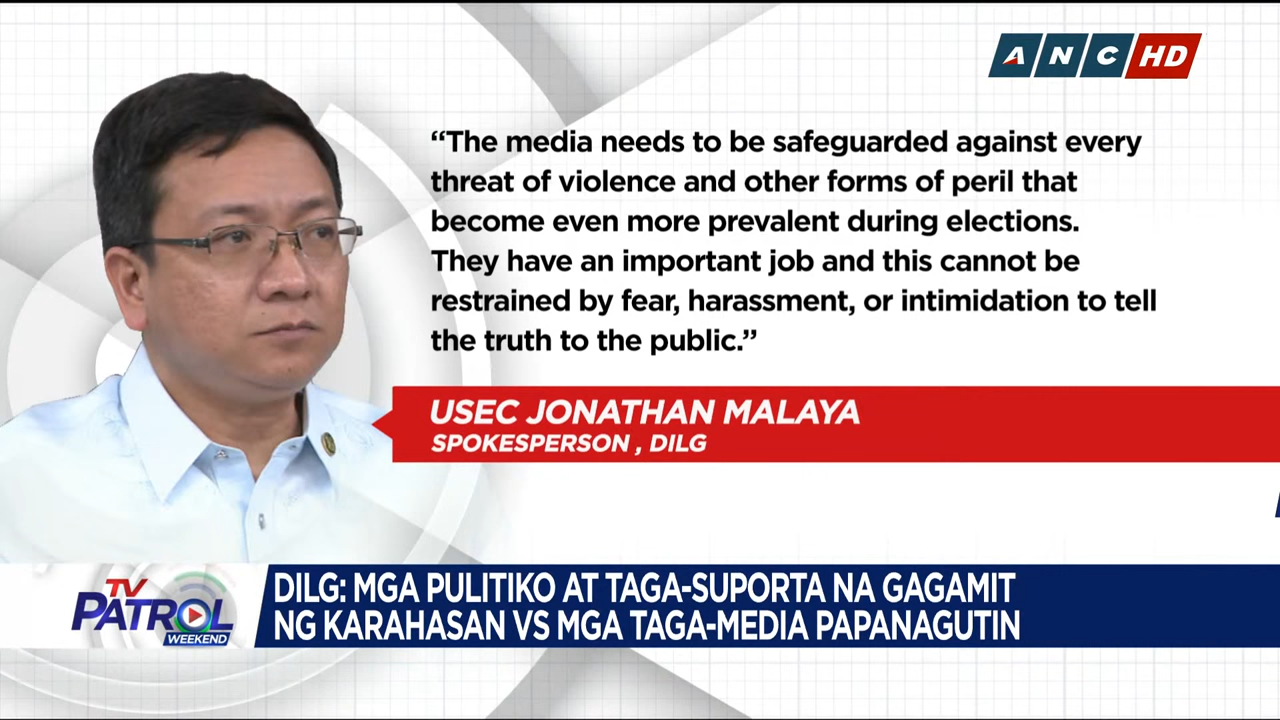 ANC HD
“The media needs to be safeguarded against every
threat of violence and other forms of peril that
become even more prevalent during elections.
They have an important job and this cannot be
restrained by fear, harassment, or intimidation to tell
the truth to the public.”
USEC JONATHAN MALAYA
SPOKESPERSON , DILG
TV
PATROL
WEEKEND
DILG: MGA PULITIKO AT TAGA-SUPORTA NA GAGAMIT
NG KARAHASAN VS MGA TAGA-MEDIA PAPANAGUTIN